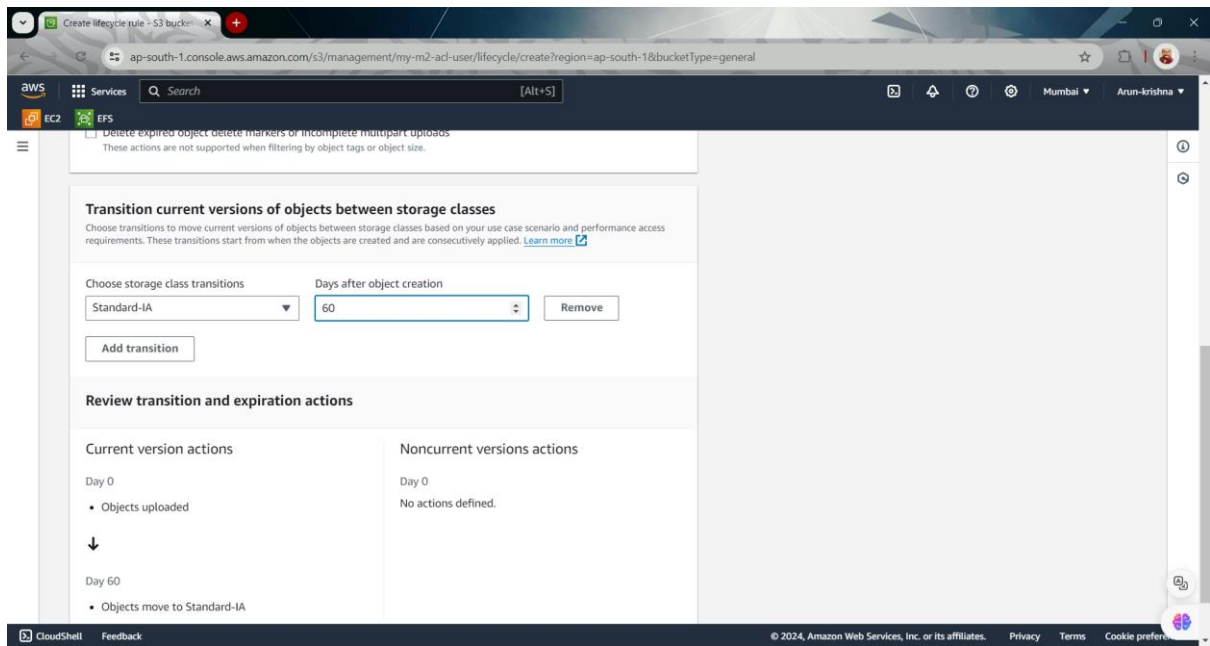 Create lifecycle rule - S3 bucket
ap-south-1.console.aws.amazon.com/s3/management/my-m2-acl-user/lifecycle/create?region=ap-south-1&bucketType=general
aws Services Search [Alt+S] Mumbai Arun-krishna
EC2 EFS
Delete expired object delete markers or incomplete multipart uploads
These actions are not supported when filtering by object tags or object size.
Transition current versions of objects between storage classes
Choose transitions to move current versions of objects between storage classes based on your use case scenario and performance access
requirements. These transitions start from when the objects are created and are consecutively applied. Learn more
Choose storage class transitions Days after object creation
Standard-IA 60 Remove
Add transition
Review transition and expiration actions
Current version actions Noncurrent versions actions
Day 0 Day 0
• Objects uploaded No actions defined.
Day 60
• Objects move to Standard-IA
CloudShell Feedback © 2024, Amazon Web Services, Inc. or its affiliates. Privacy Terms Cookie prefere